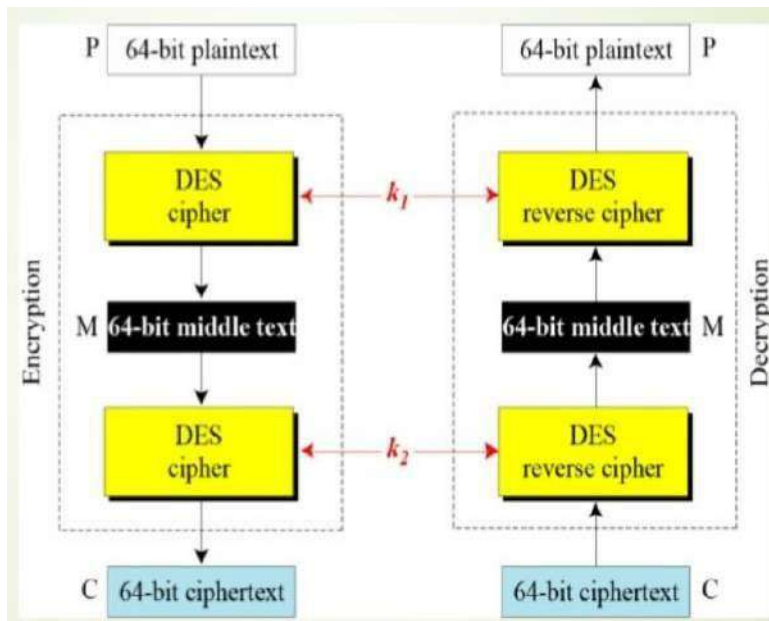 P 64-bit plaintext
64-bit plaintext P
DES
cipher
k1
DES
reverse cipher
Encryption
M 64-bit middle text
64-bit middle text M
Decryption
DES
cipher
k2
DES
reverse cipher
C 64-bit ciphertext
64-bit ciphertext C